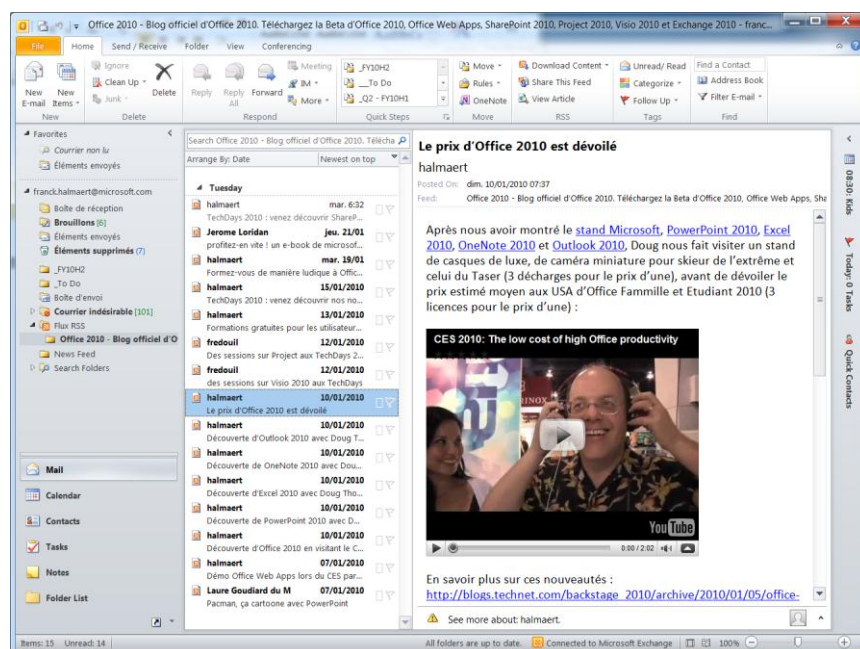 Office 2010 - Blog officiel d'Office 2010. Téléchargez la Beta d'Office 2010, Office Web Apps, SharePoint 2010, Project 2010, Visio 2010 et Exchange 2010 - franc...
File Home Send / Receive Folder View Conferencing
New E-mail
New Items
Ignore
Clean Up
Junk
Delete
Reply
Reply All
Forward
Meeting
IM
More
_FY10H2
__To Do
_Q2 - FY10H1
Move
Rules
OneNote
Download Content
Share This Feed
View Article
Unread/ Read
Categorize
Follow Up
Find a Contact
Address Book
Filter E-mail
New Delete Respond Quick Steps Move RSS Tags Find
Favorites
Courrier non lu
Éléments envoyés
franck.halmaert@microsoft.com
Boîte de réception
Brouillons [6]
Éléments envoyés
Éléments supprimés (7)
_FY10H2
_To Do
Boîte d'envoi
Courrier indésirable [101]
Flux RSS
Office 2010 - Blog officiel d'O
News Feed
Search Folders
Mail
Calendar
Contacts
Tasks
Notes
Folder List
Search Office 2010 - Blog officiel d'Office 2010. Télécha
Arrange By: Date Newest on top
Tuesday
halmaert mar. 6:32
TechDays 2010 : venez découvrir ShareP...
Jerome Loridan jeu. 21/01
profitez-en vite ! un e-book de microsof...
halmaert mar. 19/01
Formez-vous de manière ludique à Offic...
halmaert 15/01/2010
TechDays 2010 : venez découvrir nos no...
halmaert 13/01/2010
Formations gratuites pour les utilisateur...
fredouil 12/01/2010
Des sessions sur Project aux TechDays 2...
fredouil 12/01/2010
des sessions sur Visio 2010 aux TechDays
halmaert 10/01/2010
Le prix d'Office 2010 est dévoilé
halmaert 10/01/2010
Découverte d'Outlook 2010 avec Doug T...
halmaert 10/01/2010
Découverte de OneNote 2010 avec Dou...
halmaert 10/01/2010
Découverte d'Excel 2010 avec Doug Tho...
halmaert 10/01/2010
Découverte de PowerPoint 2010 avec D...
halmaert 10/01/2010
Découverte d'Office 2010 en visitant le C...
halmaert 07/01/2010
Démo Office Web Apps lors du CES par...
Laure Goudiard du M 07/01/2010
Pacman, ça cartoone avec PowerPoint
Le prix d'Office 2010 est dévoilé
halmaert
Posted On: dim. 10/01/2010 07:37
Feed: Office 2010 - Blog officiel d'Office 2010. Téléchargez la Beta d'Office 2010, Office Web Apps, Sha
Après nous avoir montré le stand Microsoft, PowerPoint 2010, Excel
2010, OneNote 2010 et Outlook 2010, Doug nous fait visiter un stand
de casques de luxe, de caméra miniature pour skieur de l'extrême et
celui du Taser (3 décharges pour le prix d'une), avant de dévoiler le
prix estimé moyen aux USA d'Office Fammille et Etudiant 2010 (3
licences pour le prix d'une) :
CES 2010: The low cost of high Office productivity
YouTube
0:00 / 2:02
En savoir plus sur ces nouveautés :
http://blogs.technet.com/backstage_2010/archive/2010/01/05/office-
See more about: halmaert.
08:30: Kids
Today: 0 Tasks
Quick Contacts
Items: 15 Unread: 14 All folders are up to date. Connected to Microsoft Exchange 100%